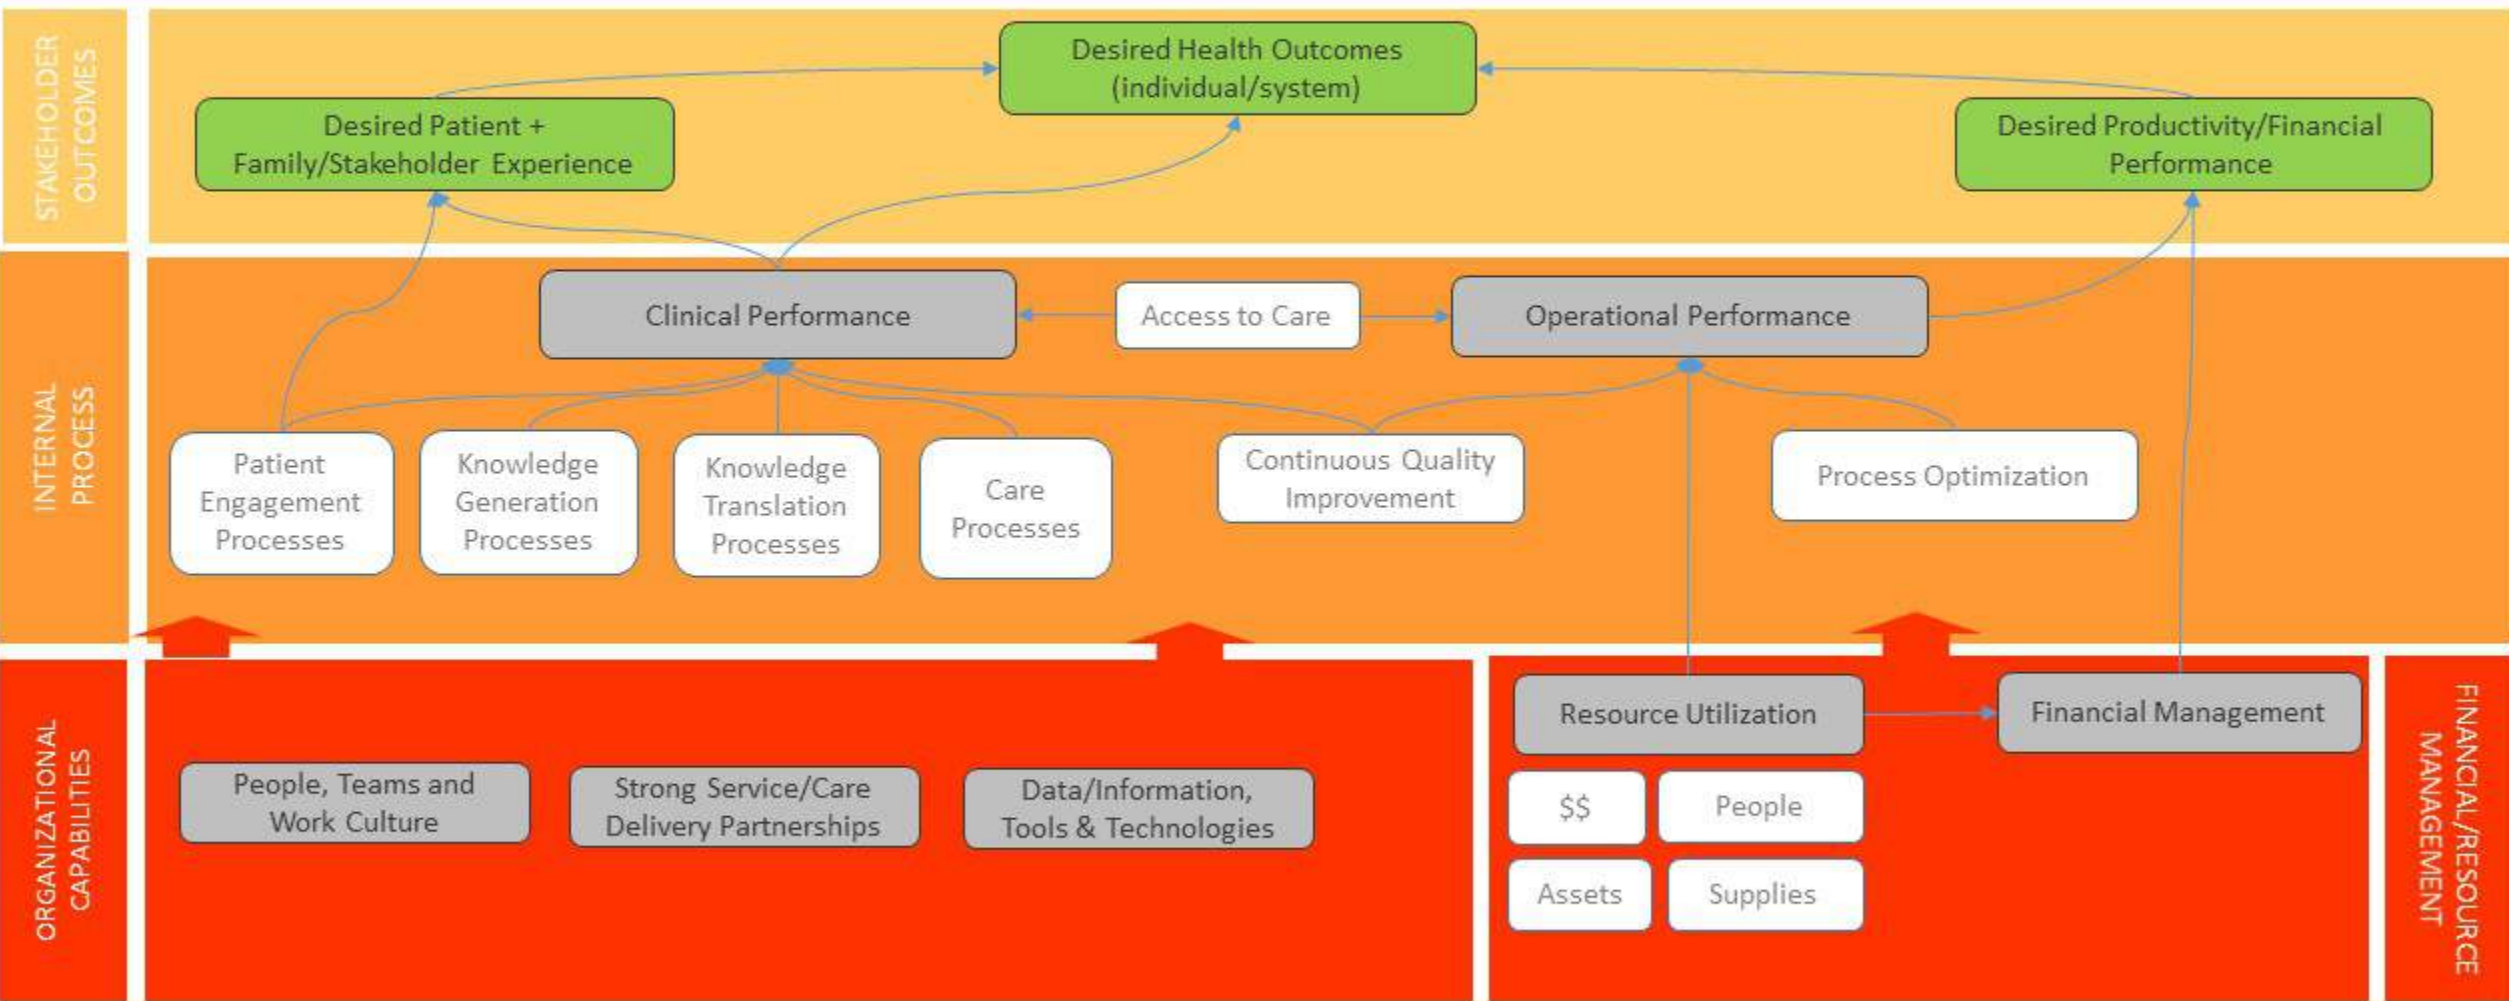 STAKEHOLDER
OUTCOMES
Desired Health Outcomes
(individual/system)
Desired Patient +
Family/Stakeholder Experience
Desired Productivity/Financial
Performance
INTERNAL
PROCESS
Clinical Performance
Access to Care
Operational Performance
Patient
Engagement
Processes
Knowledge
Generation
Processes
Knowledge
Translation
Processes
Care
Processes
Continuous Quality
Improvement
Process Optimization
ORGANIZATIONAL
CAPABILITIES
People, Teams and
Work Culture
Strong Service/Care
Delivery Partnerships
Data/Information,
Tools & Technologies
Resource Utilization
Financial Management
$$
People
Assets
Supplies
FINANCIAL/RESOURCE
MANAGEMENT